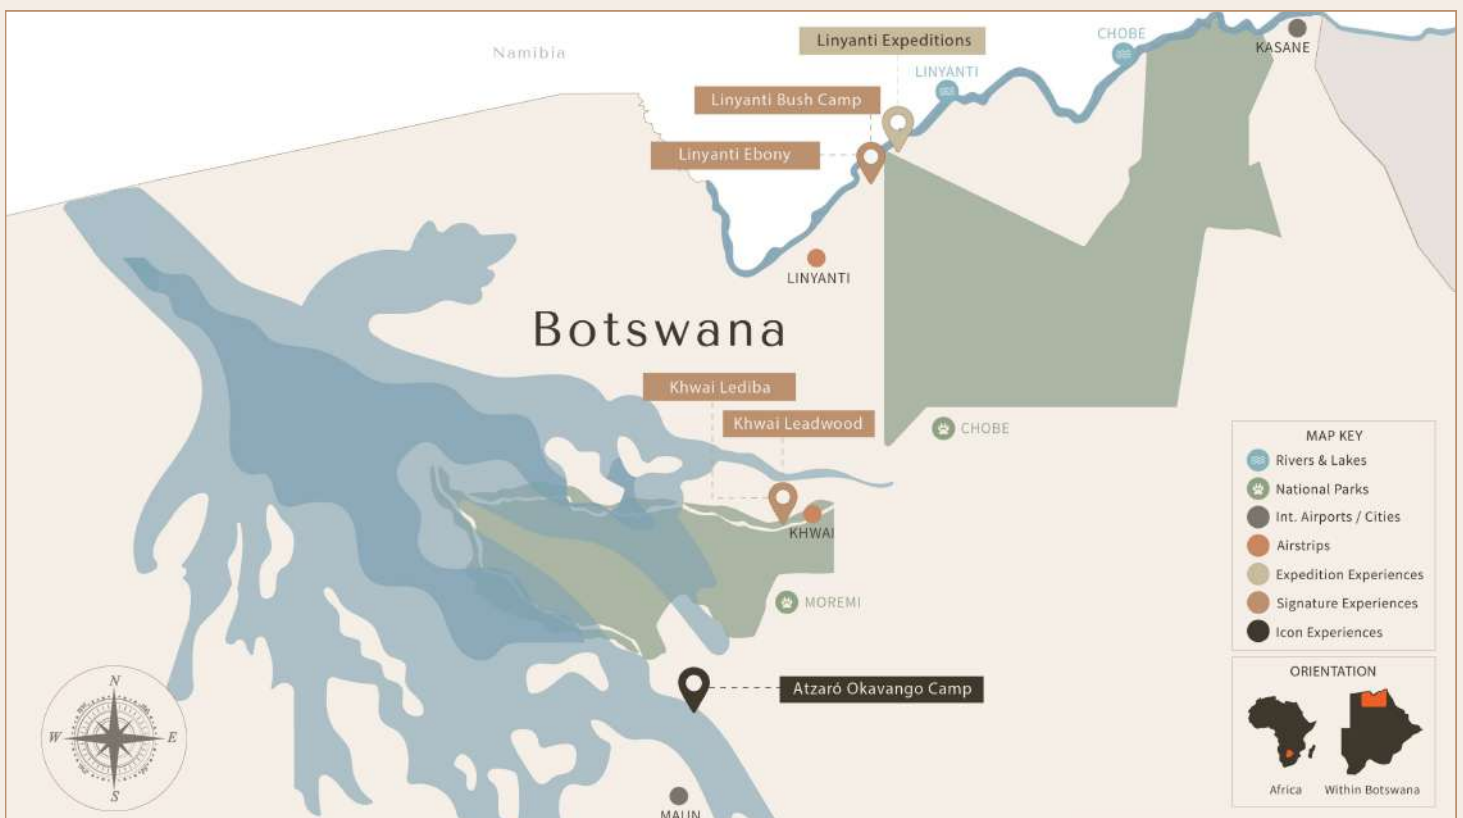 Namibia
Linyanti Expeditions
CHOBE
KASANE
LINYANTI
Linyanti Bush Camp
Linyanti Ebony
LINYANTI
Botswana
Khwai Lediba
Khwai Leadwood
CHOBE
KHWAI
MOREMI
Atzaró Okavango Camp
MAUN
N
W
E
S
MAP KEY
Rivers & Lakes
National Parks
Int. Airports / Cities
Airstrips
Expedition Experiences
Signature Experiences
Icon Experiences
ORIENTATION
Africa
Within Botswana